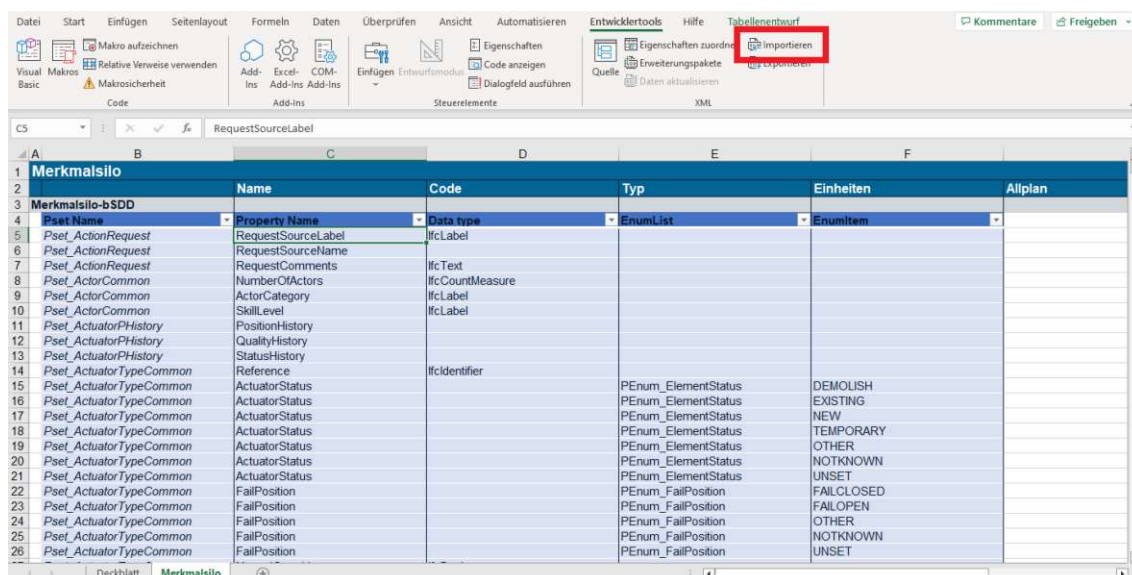 Datei Start Einfügen Seitenlayout Formeln Daten Überprüfen Ansicht Automatisieren Entwicklertools Hilfe Tabellenentwurf Kommentare Freigeben
Makro aufzeichnen Eigenschaften Eigenschaften zuordne Importieren
Relative Verweise verwenden Code anzeigen Erweiterungspakete Exportieren
Visual Basic Makros Makrosicherheit Add-Ins Excel-Add-Ins COM-Add-Ins Einfügen Entwurfsmodus Dialogfeld ausführen Quelle Daten aktualisieren
Code Add-Ins Steuerelemente XML
C5 fx RequestSourceLabel
A B C D E F
1 Merkmalsilo
2 Name Code Typ Einheiten Allplan
3 Merkmalsilo-bSDD
4 Pset Name Property Name Data type EnumList EnumItem
5 Pset_ActionRequest RequestSourceLabel IfcLabel
6 Pset_ActionRequest RequestSourceName
7 Pset_ActionRequest RequestComments IfcText
8 Pset_ActorCommon NumberOfActors IfcCountMeasure
9 Pset_ActorCommon ActorCategory IfcLabel
10 Pset_ActorCommon SkillLevel IfcLabel
11 Pset_ActuatorPHistory PositionHistory
12 Pset_ActuatorPHistory QualityHistory
13 Pset_ActuatorPHistory StatusHistory
14 Pset_ActuatorTypeCommon Reference IfcIdentifier
15 Pset_ActuatorTypeCommon ActuatorStatus PEnum_ElementStatus DEMOLISH
16 Pset_ActuatorTypeCommon ActuatorStatus PEnum_ElementStatus EXISTING
17 Pset_ActuatorTypeCommon ActuatorStatus PEnum_ElementStatus NEW
18 Pset_ActuatorTypeCommon ActuatorStatus PEnum_ElementStatus TEMPORARY
19 Pset_ActuatorTypeCommon ActuatorStatus PEnum_ElementStatus OTHER
20 Pset_ActuatorTypeCommon ActuatorStatus PEnum_ElementStatus NOTKNOWN
21 Pset_ActuatorTypeCommon ActuatorStatus PEnum_ElementStatus UNSET
22 Pset_ActuatorTypeCommon FailPosition PEnum_FailPosition FAILCLOSED
23 Pset_ActuatorTypeCommon FailPosition PEnum_FailPosition FAILOPEN
24 Pset_ActuatorTypeCommon FailPosition PEnum_FailPosition OTHER
25 Pset_ActuatorTypeCommon FailPosition PEnum_FailPosition NOTKNOWN
26 Pset_ActuatorTypeCommon FailPosition PEnum_FailPosition UNSET
Deckblatt Merkmalsilo